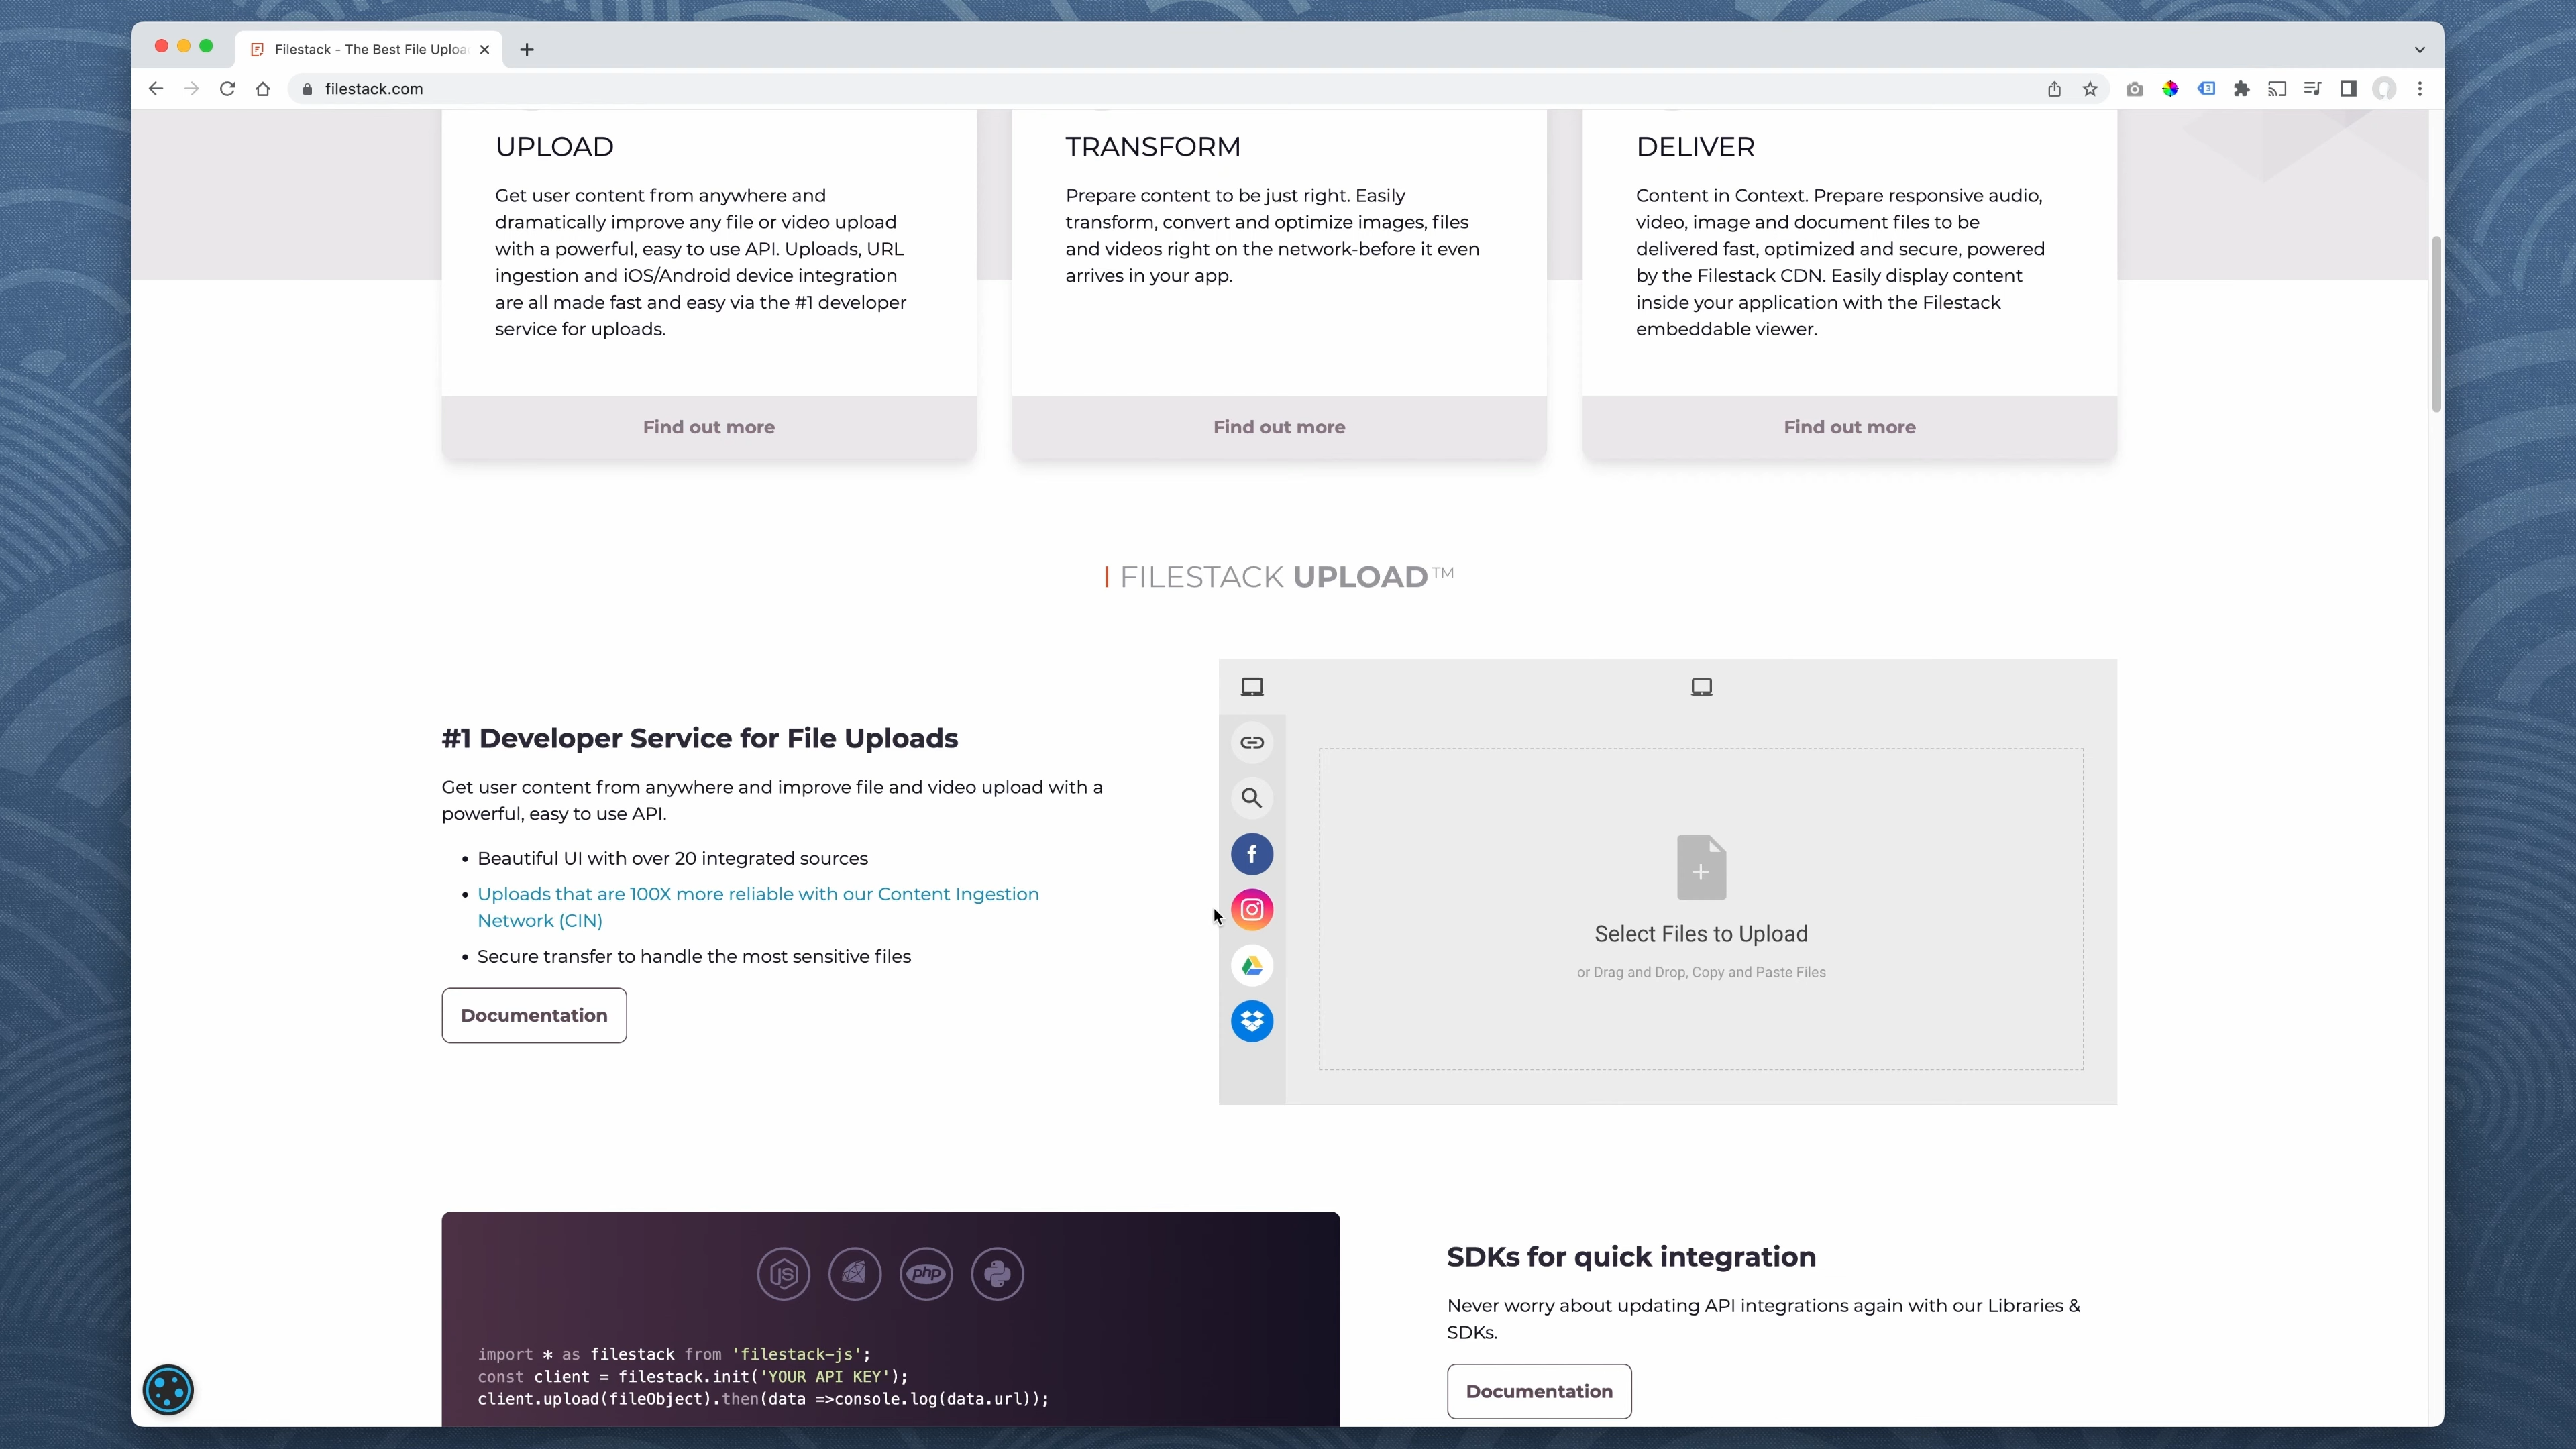 Filestack - The Best File Uploa
filestack.com
UPLOAD
Get user content from anywhere and
dramatically improve any file or video upload
with a powerful, easy to use API. Uploads, URL
ingestion and iOS/Android device integration
are all made fast and easy via the #1 developer
service for uploads.
Find out more
TRANSFORM
Prepare content to be just right. Easily
transform, convert and optimize images, files
and videos right on the network-before it even
arrives in your app.
Find out more
DELIVER
Content in Context. Prepare responsive audio,
video, image and document files to be
delivered fast, optimized and secure, powered
by the Filestack CDN. Easily display content
inside your application with the Filestack
embeddable viewer.
Find out more
FILESTACK UPLOAD™
#1 Developer Service for File Uploads
Get user content from anywhere and improve file and video upload with a
powerful, easy to use API.
• Beautiful UI with over 20 integrated sources
• Uploads that are 100X more reliable with our Content Ingestion
Network (CIN)
• Secure transfer to handle the most sensitive files
Documentation
Select Files to Upload
or Drag and Drop, Copy and Paste Files
JS
php
import * as filestack from 'filestack-js';
const client = filestack.init('YOUR API KEY');
client.upload(fileObject).then(data =>console.log(data.url));
SDKs for quick integration
Never worry about updating API integrations again with our Libraries &
SDKs.
Documentation